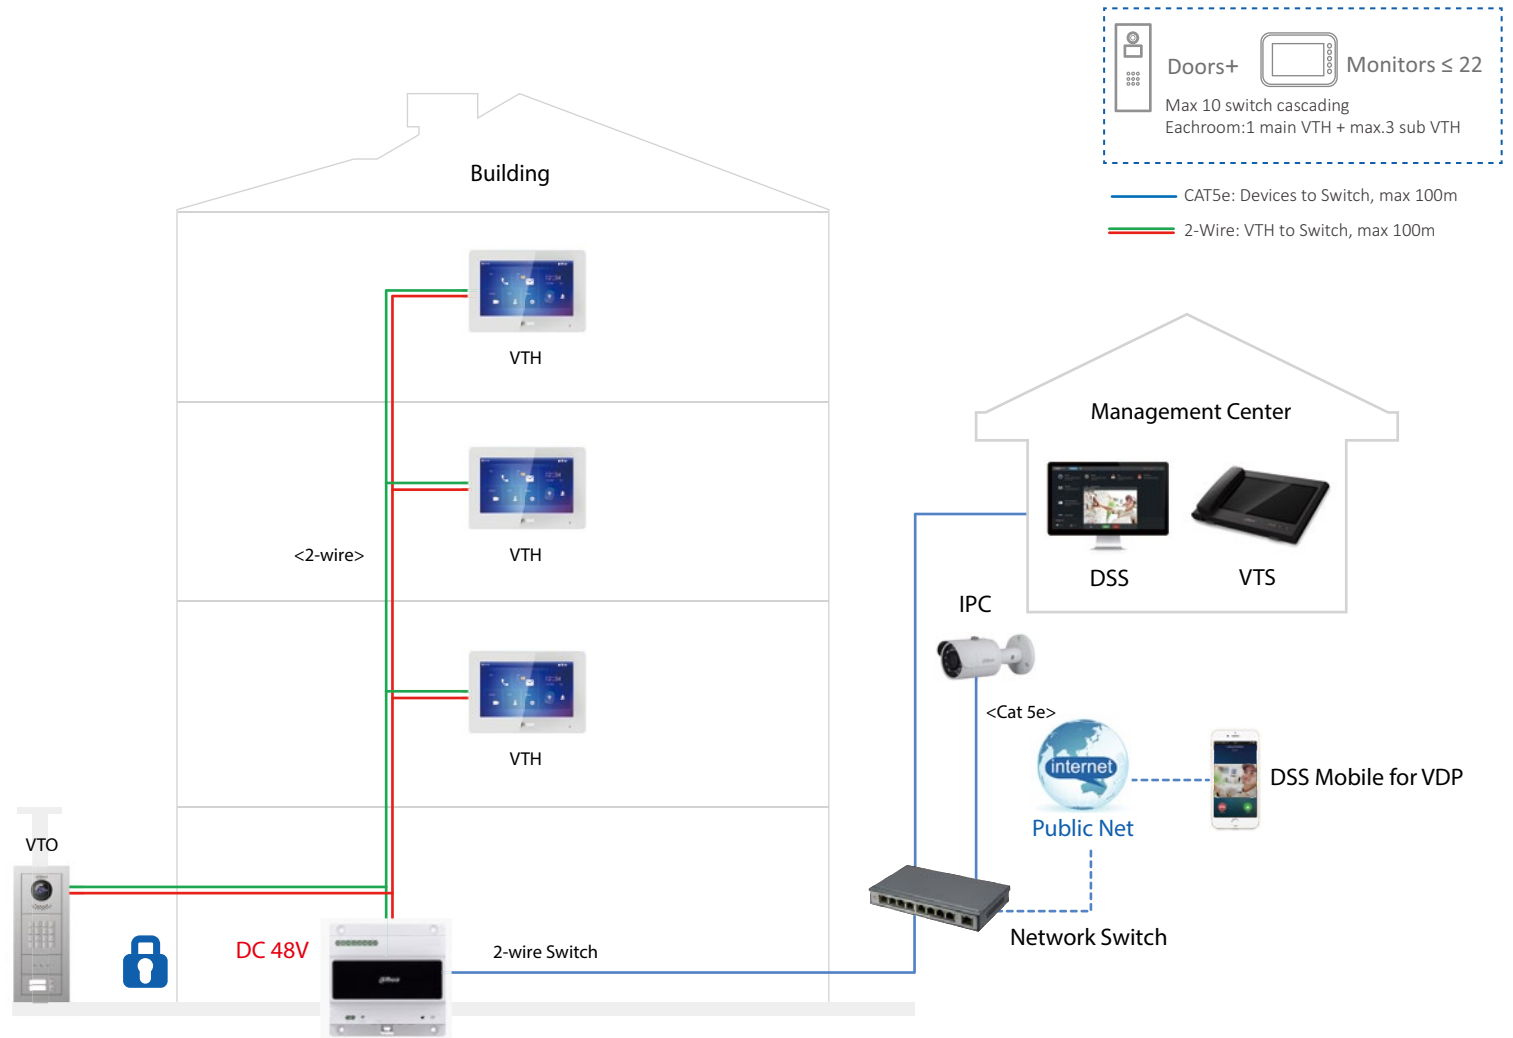 Doors+
Monitors ≤ 22
Max 10 switch cascading
Eachroom:1 main VTH + max.3 sub VTH
CAT5e: Devices to Switch, max 100m
2-Wire: VTH to Switch, max 100m
Building
VTH
VTH
<2-wire>
VTH
VTO
DC 48V
2-wire Switch
alhua
Management Center
DSS
VTS
IPC
<Cat 5e>
internet
Public Net
DSS Mobile for VDP
Network Switch